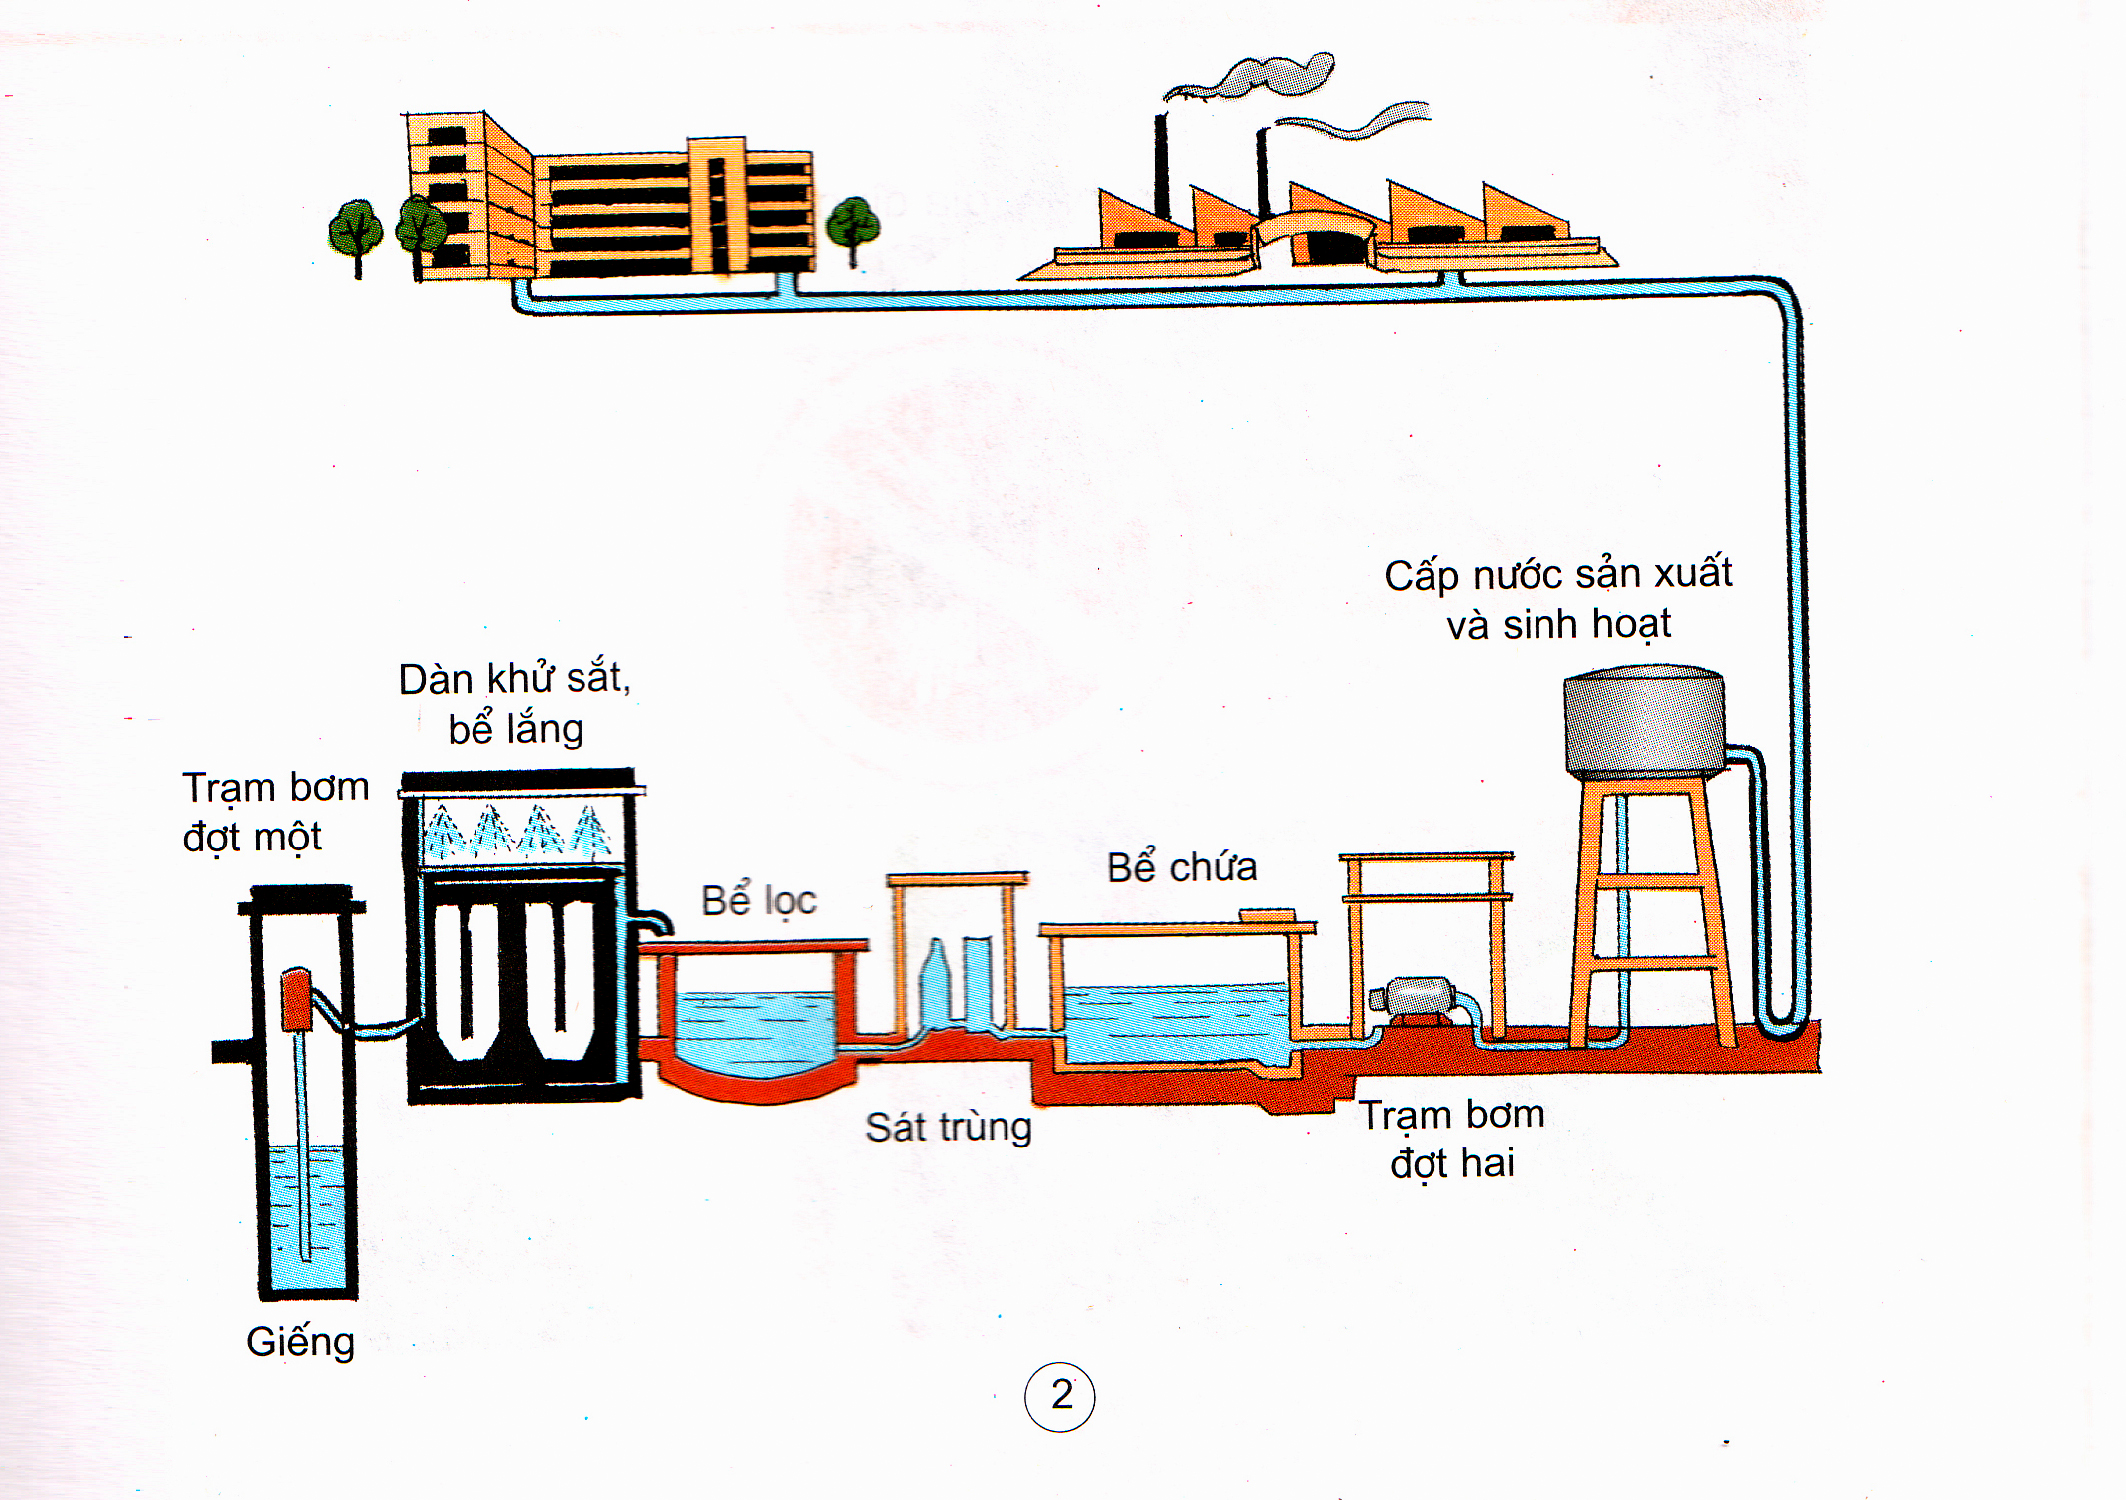 Cấp nước sản xuất
và sinh hoạt
Dàn khử sắt,
bể lắng
Trạm bơm
đợt một
Bể lọc
Bể chứa
Sát trùng
Trạm bơm
đợt hai
Giếng
2